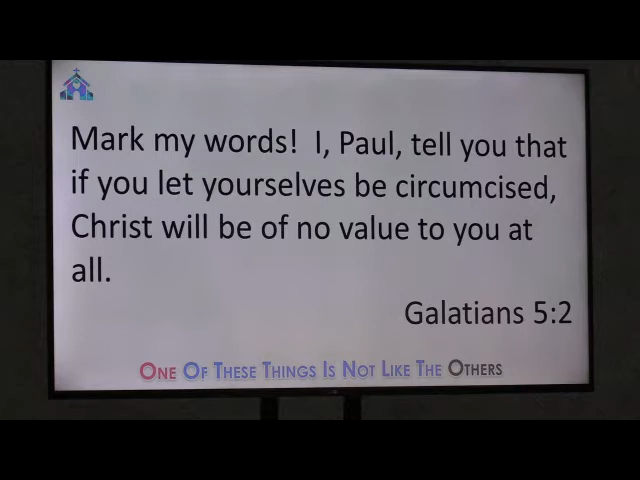 Mark my words!  I, Paul, tell you that
if you let yourselves be circumcised,
Christ will be of no value to you at
all.
Galatians 5:2
One Of These Things Is Not Like The Others